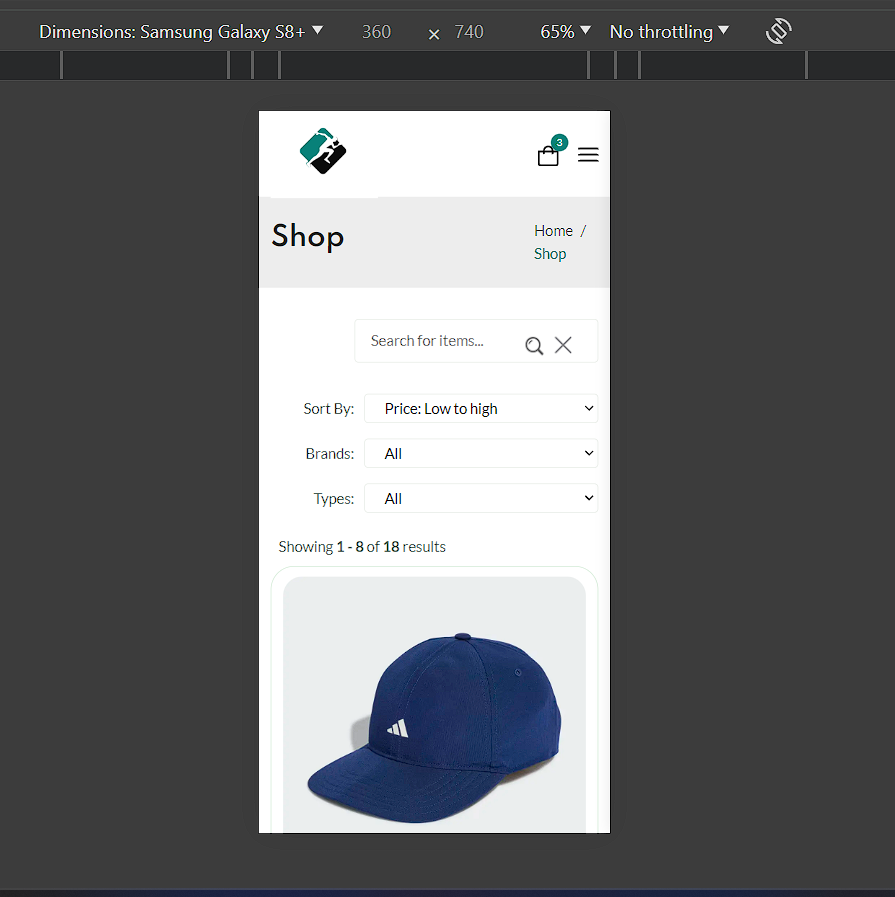 Dimensions: Samsung Galaxy S8+ 360 × 740 65% No throttling
3
Shop
Home /
Shop
Search for items...
Sort By: Price: Low to high
Brands: All
Types: All
Showing 1 - 8 of 18 results